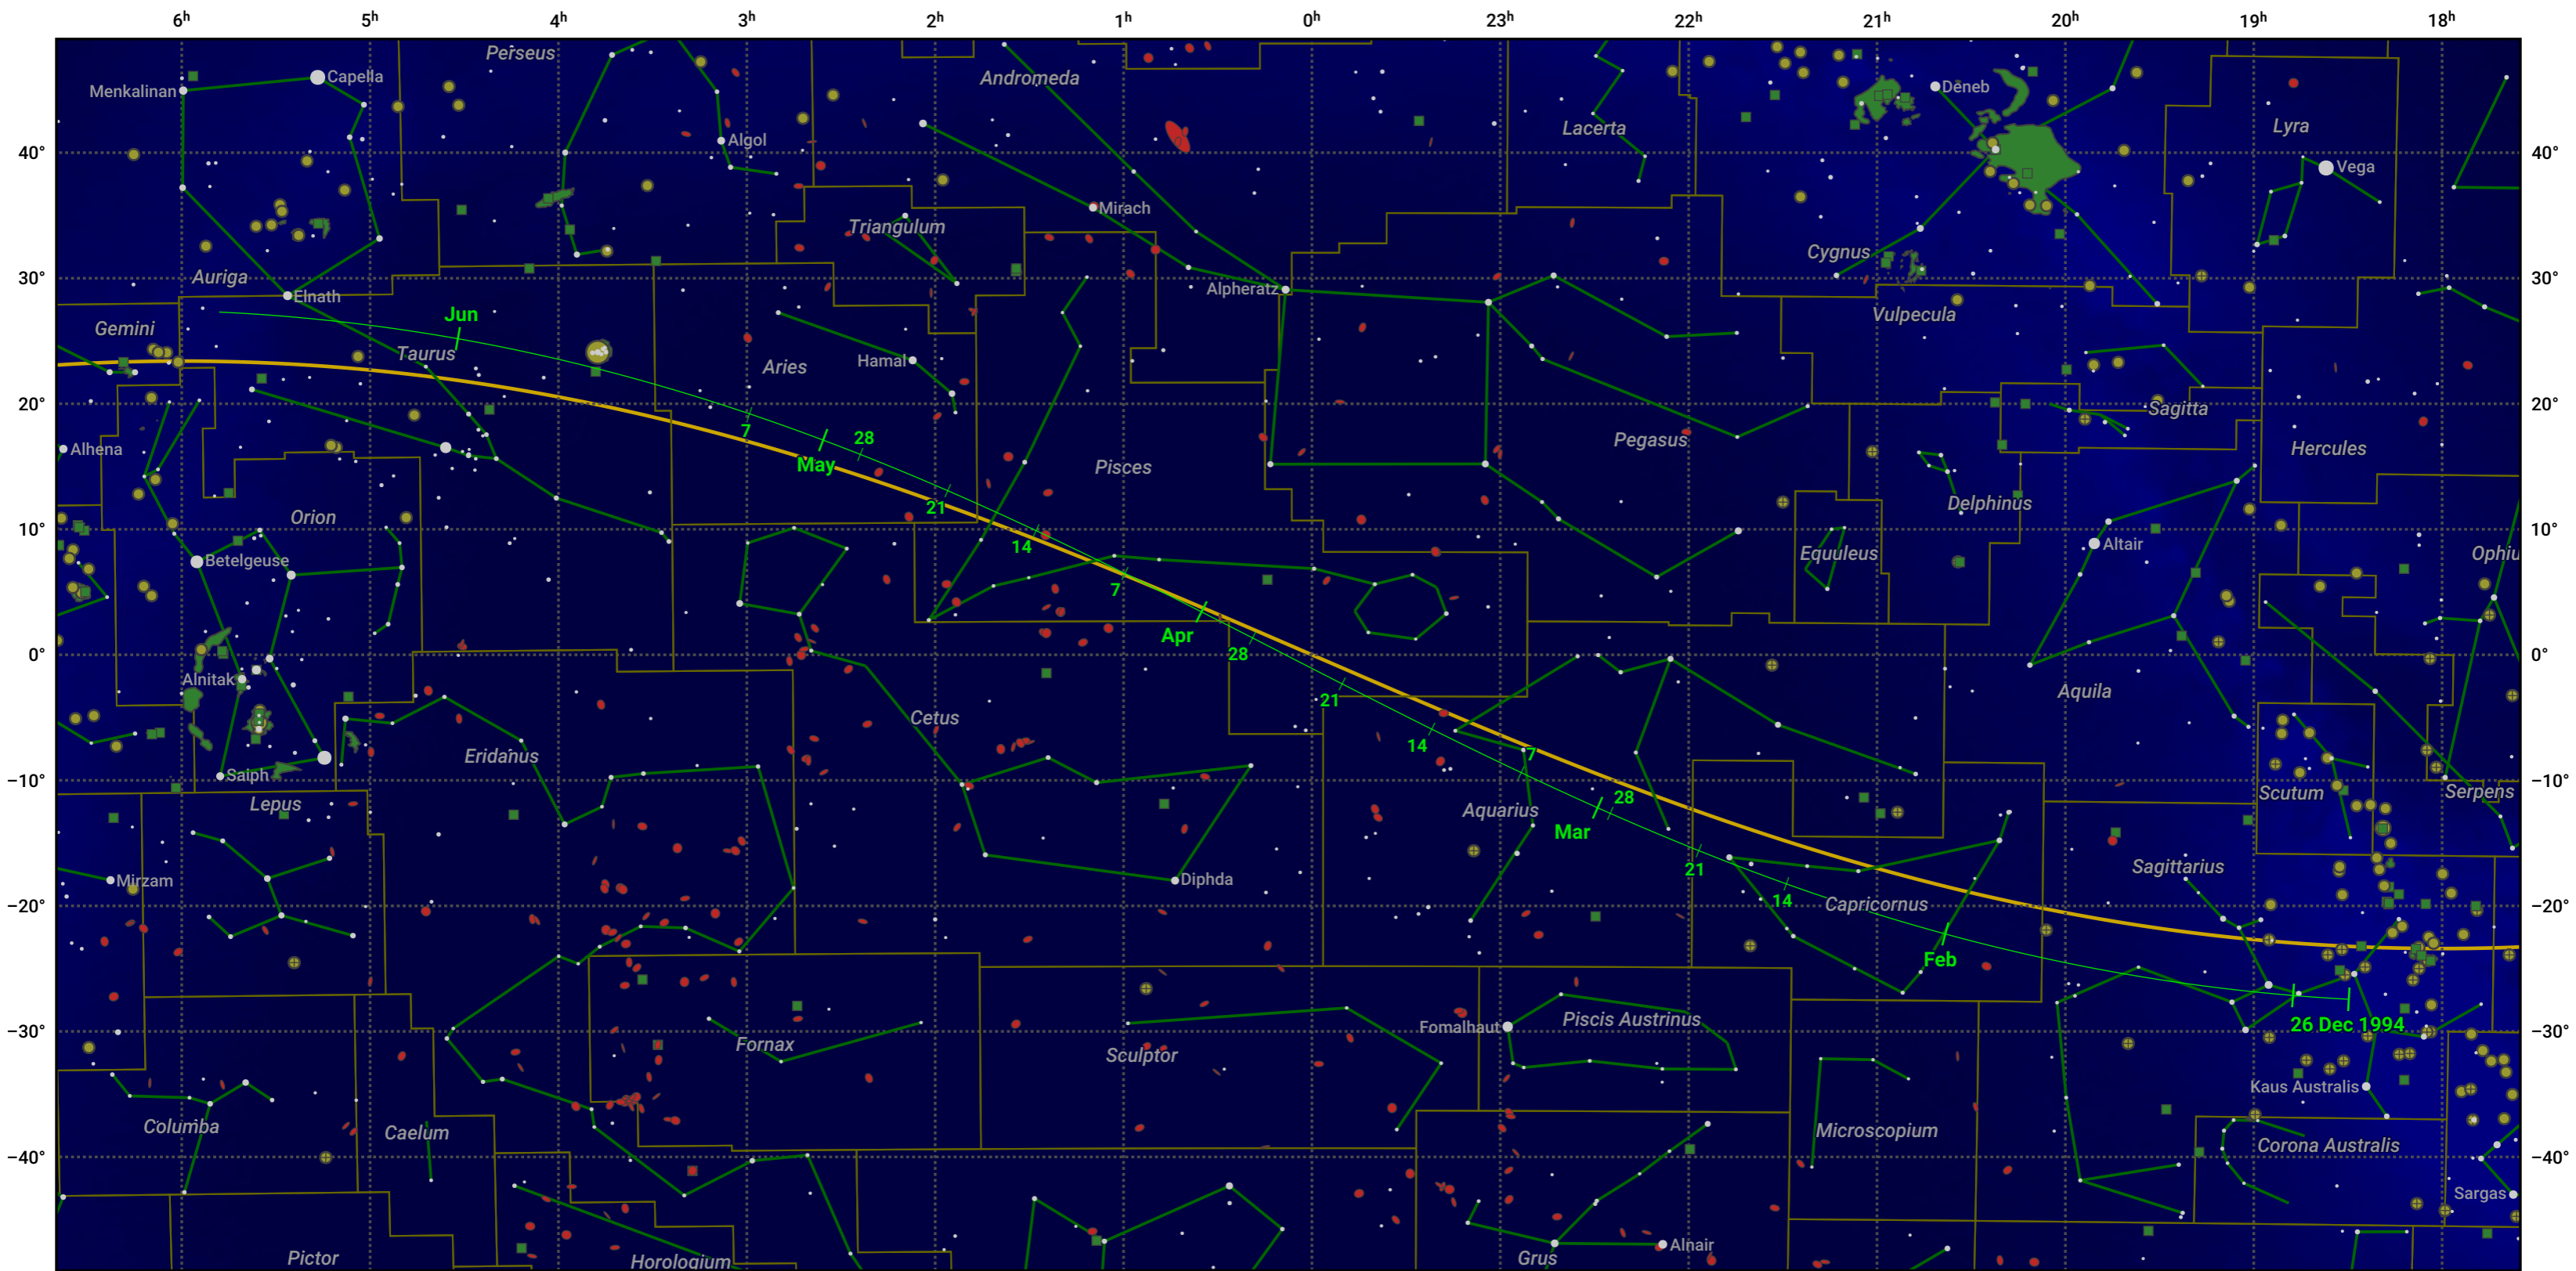 6h 5h 4h 3h 2h 1h 0h 23h 22h 21h 20h 19h 18h
Perseus
Andromeda
Menkalinan
Capella
Deneb
Lacerta
Lyra
Algol
40°
40°
Vega
Mirach
Triangulum
Cygnus
Auriga
30°
30°
Alpheratz
Elnath
Jun
Gemini
Vulpecula
Taurus
Aries
Hamal
20°
20°
Sagitta
7
28
Pegasus
Alhena
May
Pisces
Hercules
21
Delphinus
Orion
10°
10°
14
Altair
Equuleus
Ophiu
Betelgeuse
7
Apr
28
0°
0°
Alnitak
21
Aquila
Cetus
14
7
Eridanus
Saiph
−10°
−10°
28
Scutum
Serpens
Lepus
Aquarius
Mar
21
Sagittarius
Mirzam
Diphda
14
Capricornus
−20°
−20°
Feb
Piscis Austrinus
26 Dec 1994
Fomalhaut
−30°
−30°
Fornax
Sculptor
Kaus Australis
Columba
Caelum
Microscopium
Corona Australis
−40°
−40°
Sargas
Alnair
Pictor
Horologium
Grus